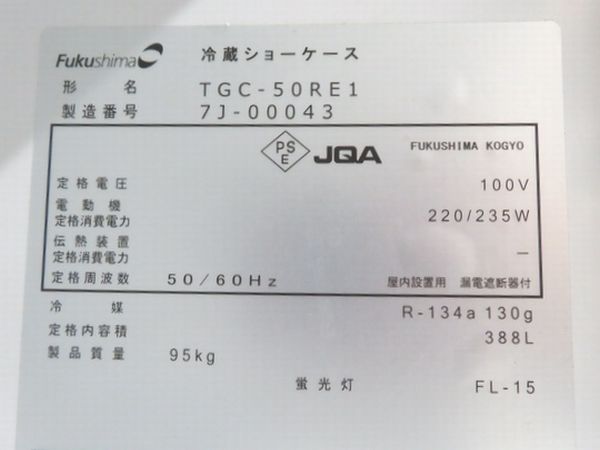 Fukushima 冷蔵ショーケース
形 名 TGC-50RE1
製造番号 7J-00043
PS E JQA FUKUSHIMA KOGYO
定格電圧 100V
電動機
定格消費電力 220/235W
伝熱装置
定格消費電力 －
定格周波数 50/60Hz 屋内設置用 漏電遮断器付
冷 媒 R-134a 130g
定格内容積 388L
製品質量 95kg
蛍光灯 FL-15